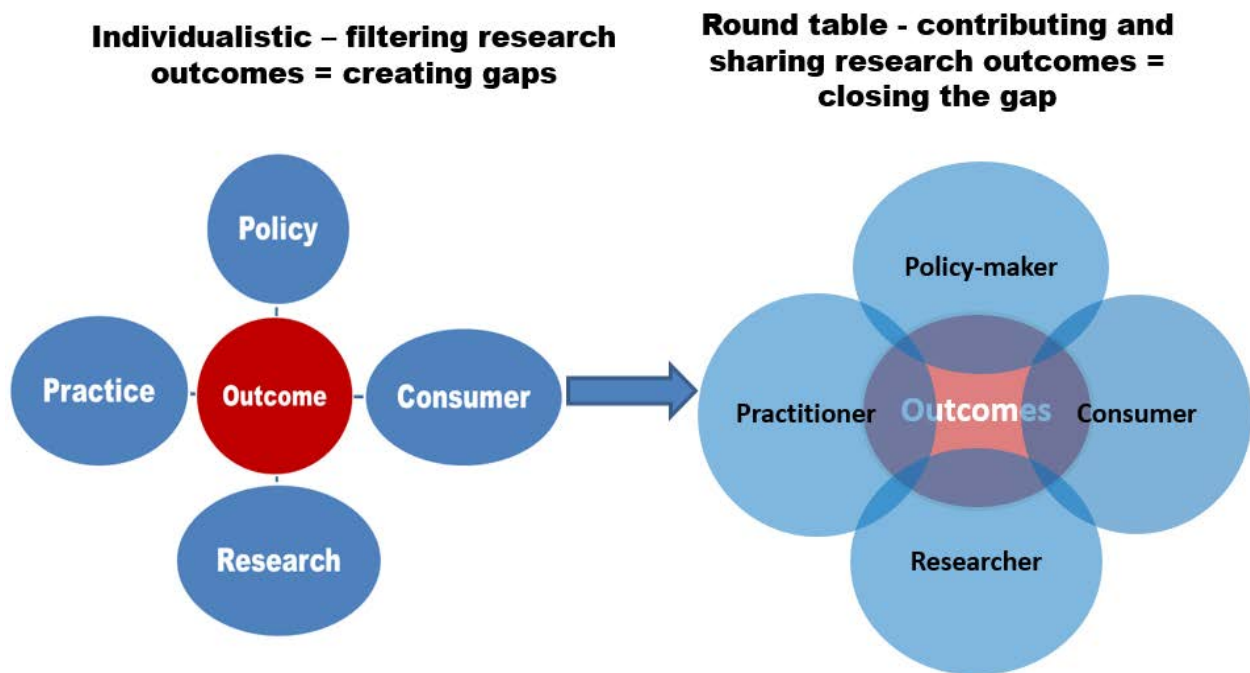 Individualistic – filtering research
outcomes = creating gaps
Round table - contributing and
sharing research outcomes =
closing the gap
Policy
Practice
Outcome
Consumer
Research
Policy-maker
Practitioner
Outcomes
Consumer
Researcher